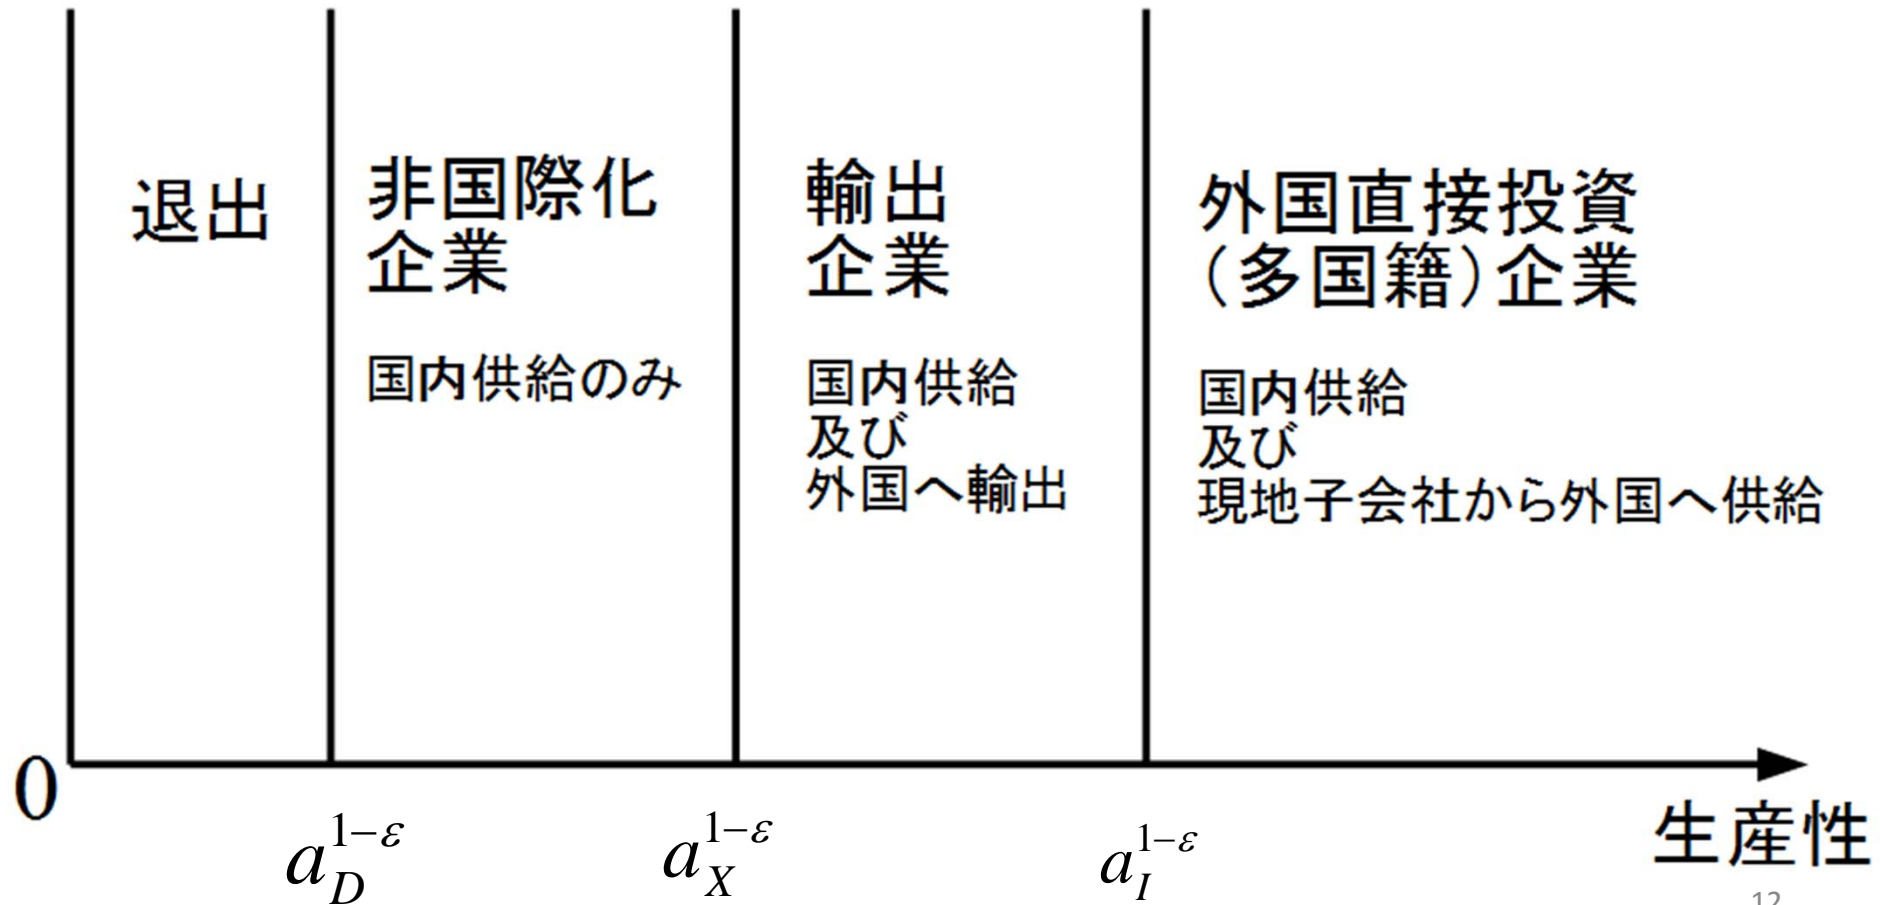 退出
非国際化
企業
国内供給のみ
輸出
企業
国内供給
及び
外国へ輸出
外国直接投資
（多国籍）企業
国内供給
及び
現地子会社から外国へ供給
0
a_D^{1-ε}
a_X^{1-ε}
a_I^{1-ε}
生産性
12